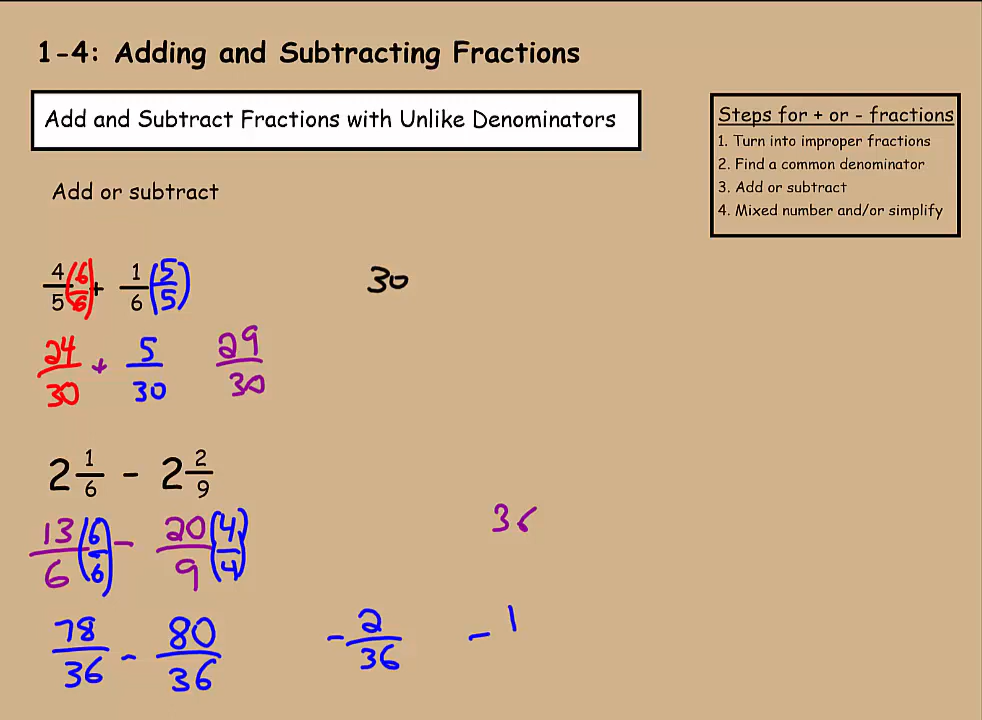 1-4: Adding and Subtracting Fractions
Add and Subtract Fractions with Unlike Denominators
Steps for + or - fractions
1. Turn into improper fractions
2. Find a common denominator
3. Add or subtract
4. Mixed number and/or simplify
Add or subtract
4/5 (6/6) + 1/6 (5/5) 30
24/30 + 5/30 29/30
2 1/6 - 2 2/9
13/6 (6/6) - 20/9 (4/4) 36
78/36 - 80/36 -2/36 -1